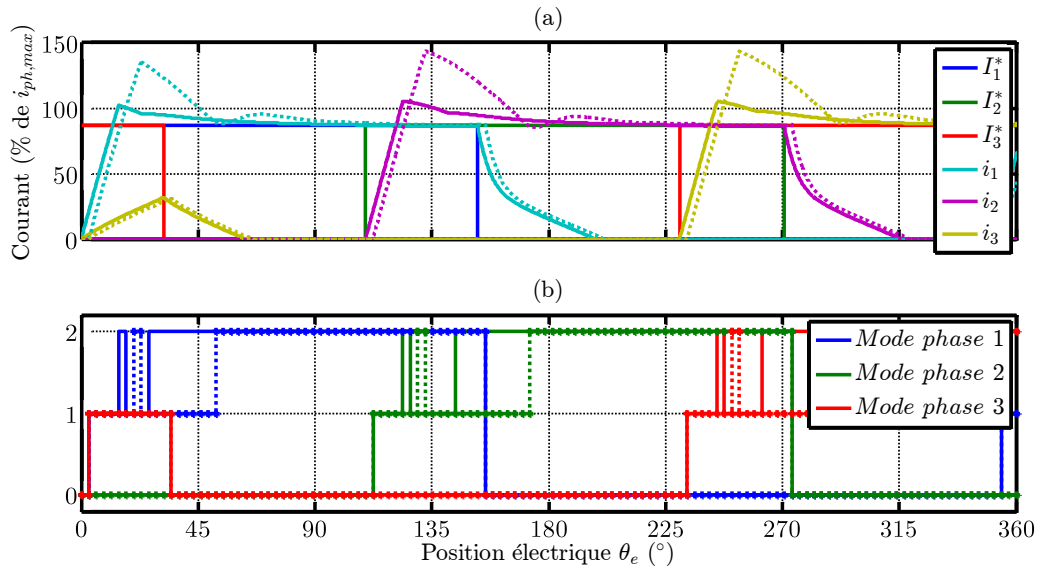 (a)
Courant (% de i_{ph,max})
150
100
50
0
I_1^*
I_2^*
I_3^*
i_1
i_2
i_3
(b)
2
1
0
Mode phase 1
Mode phase 2
Mode phase 3
0 45 90 135 180 225 270 315 360
Position électrique θ_e (°)